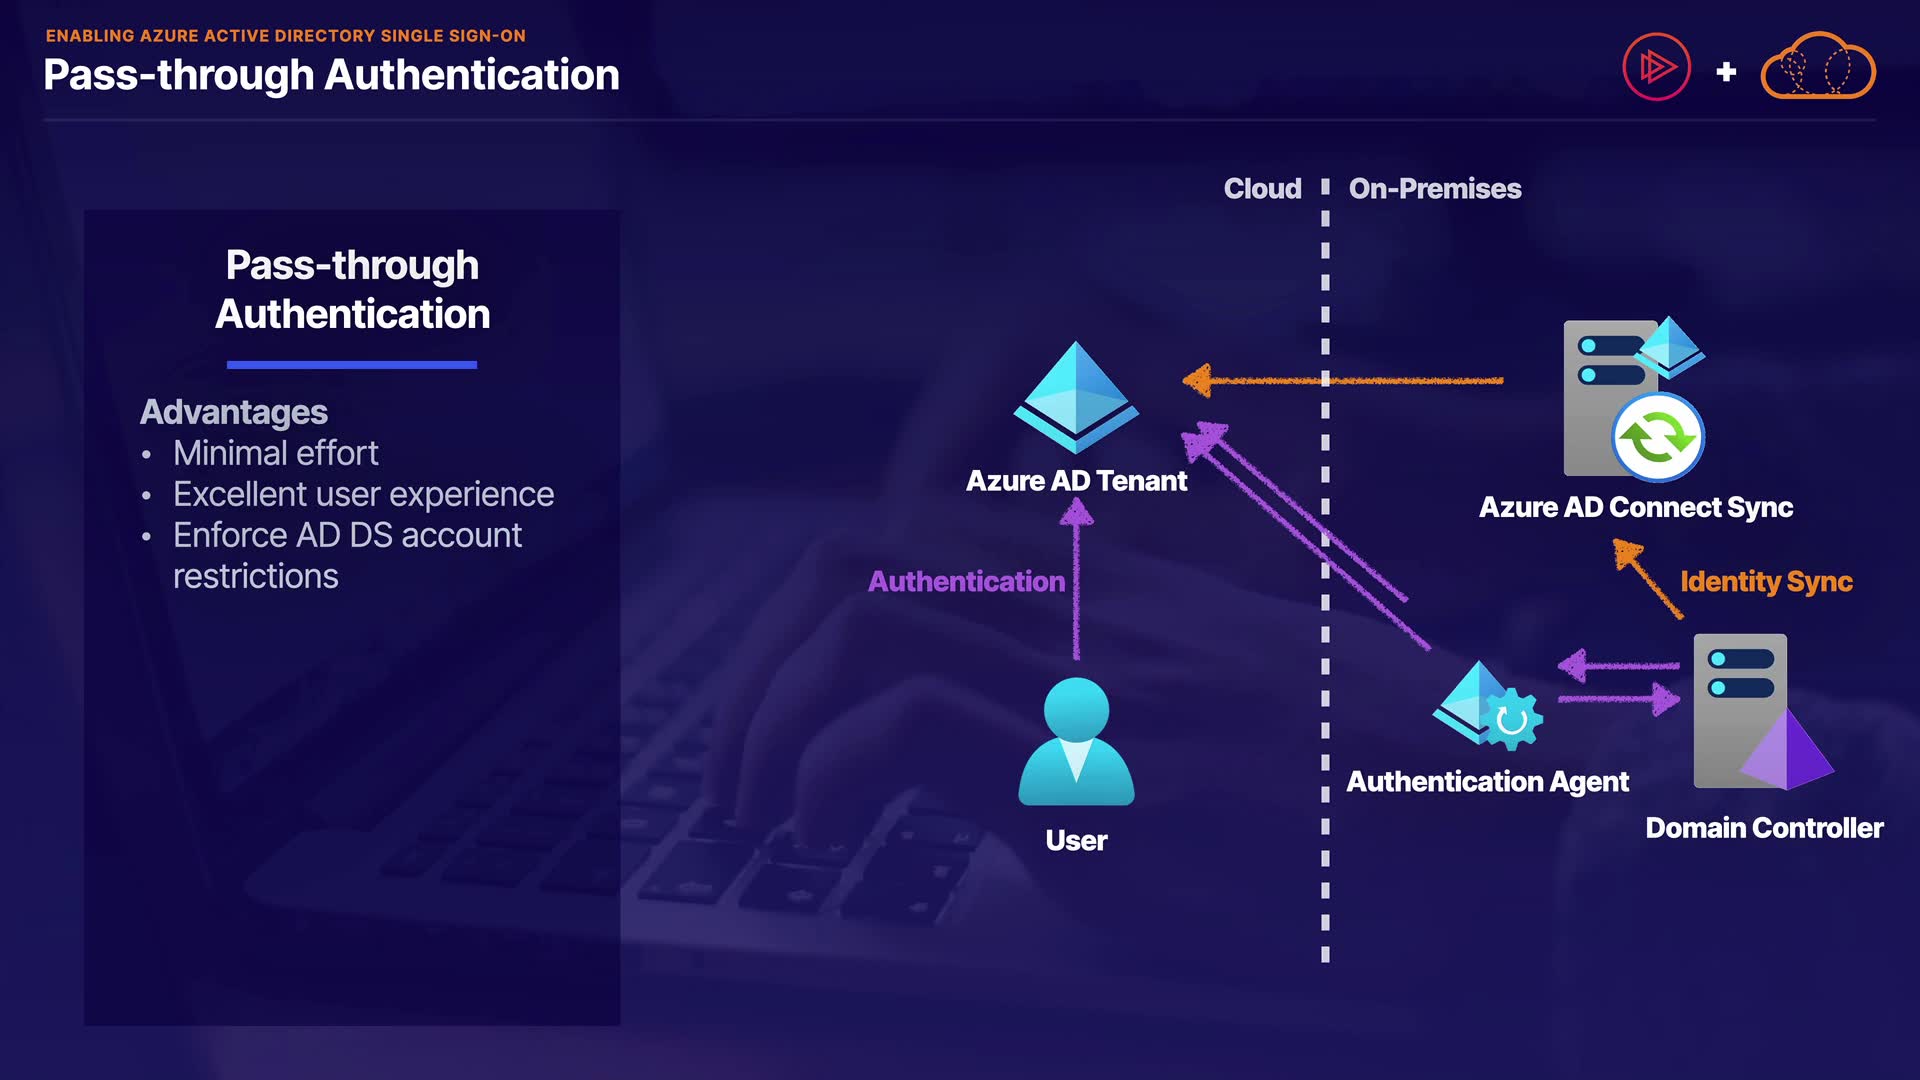 ENABLING AZURE ACTIVE DIRECTORY SINGLE SIGN-ON
Pass-through Authentication
Pass-through
Authentication
Advantages
• Minimal effort
• Excellent user experience
• Enforce AD DS account
restrictions
Cloud
On-Premises
Azure AD Tenant
Azure AD Connect Sync
Authentication
Identity Sync
Authentication Agent
Domain Controller
User